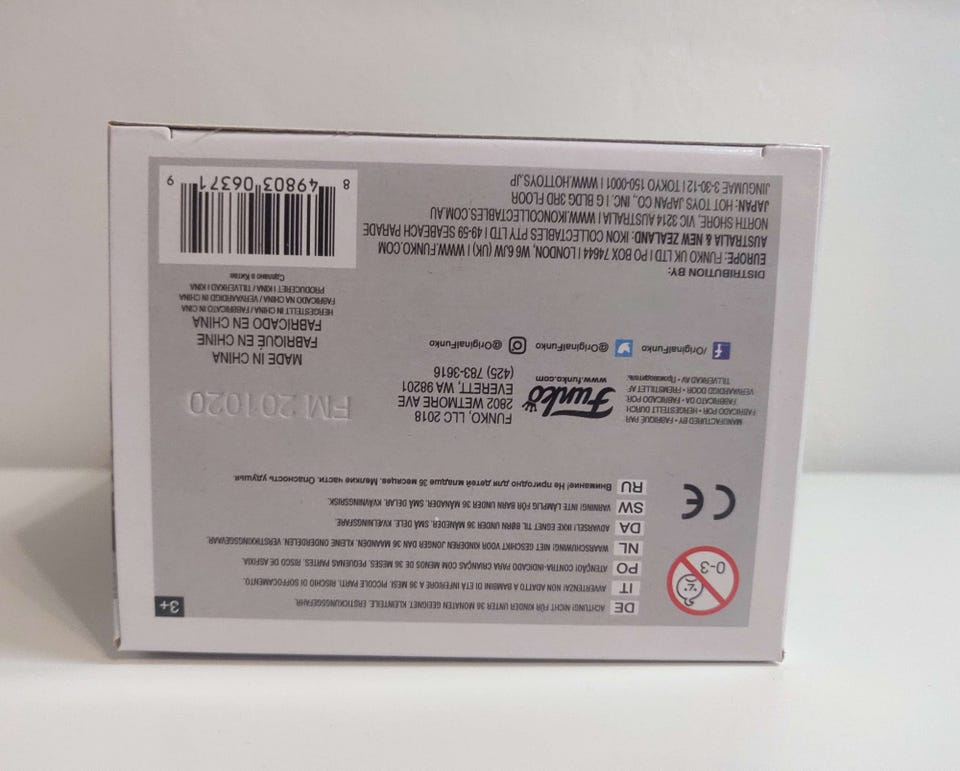 3+
DE ACHTUNG! NICHT FÜR KINDER UNTER 36 MONATEN GEEIGNET. KLEINTEILE. ERSTICKUNGSGEFAHR.
IT AVVERTENZA! NON ADATTO A BAMBINI DI ETÀ INFERIORE A 36 MESI. PICCOLE PARTI. RISCHIO DI SOFFOCAMENTO.
PO ATENÇÃO! CONTRA-INDICADO PARA CRIANÇAS COM MENOS DE 36 MESES. PEQUENAS PARTES. RISCO DE ASFIXIA.
NL WAARSCHUWING! NIET GESCHIKT VOOR KINDEREN JONGER DAN 36 MAANDEN. KLEINE ONDERDELEN. VERSTIKKINGSGEVAAR.
DA ADVARSEL! IKKE EGNET TIL BØRN UNDER 36 MÅNEDER. SMÅ DELE. KVÆLNINGSFARE.
SW VARNING! INTE LÄMPLIG FÖR BARN UNDER 36 MÅNADER. SMÅ DELAR. KVÄVNINGSRISK.
RU Внимание! Не пригодно для детей младше 36 месяцев. Мелкие части. Опасность удушья.
0-3
CE
MANUFACTURED BY • FABRIQUÉ PAR
FABRICADO POR • HERGESTELLT DURCH
FABRICATO DA • FABRICADO POR
VERVAARDIGD DOOR • FREMSTILLET AF
TILLVERKAD AV • Производитель
Funko
www.funko.com
FUNKO, LLC 2018
2802 WETMORE AVE
EVERETT, WA 98201
(425) 783-3616
/OriginalFunko @OriginalFunko @OriginalFunko
FM 201020
MADE IN CHINA
FABRIQUÉ EN CHINE
FABRICADO EN CHINA
HERGESTELLT IN CHINA / FABBRICATO IN CINA
FABRICADO NA CHINA / VERVAARDIGD IN CHINA
PRODUCERET I KINA / TILLVERKAD I KINA
Сделано в Китае
DISTRIBUTION BY:
EUROPE: FUNKO UK | LTD | PO BOX 74644 | LONDON, W6 6JW (UK) | WWW.FUNKO.COM
AUSTRALIA & NEW ZEALAND: IKON COLLECTABLES | PTY LTD | 49-59 SEABEACH PARADE
NORTH SHORE, VIC 3214 AUSTRALIA | WWW.IKONCOLLECTABLES.COM.AU
JAPAN: HOT TOYS JAPAN CO., INC. | G BLDG 3RD FLOOR
JINGUMAE 3-30-12 | TOKYO 150-0001 | WWW.HOTTOYS.JP
8 49803 06371 9